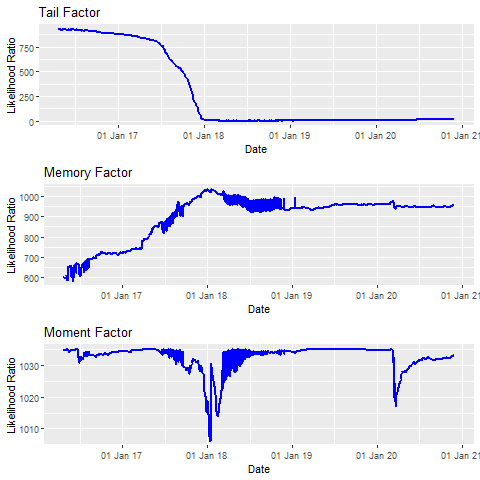 Tail Factor
Likelihood Ratio
750
500
250
0
01 Jan 17 01 Jan 18 01 Jan 19 01 Jan 20 01 Jan 21
Date
Memory Factor
Likelihood Ratio
1000
900
800
700
600
01 Jan 17 01 Jan 18 01 Jan 19 01 Jan 20 01 Jan 21
Date
Moment Factor
Likelihood Ratio
1030
1020
1010
01 Jan 17 01 Jan 18 01 Jan 19 01 Jan 20 01 Jan 21
Date